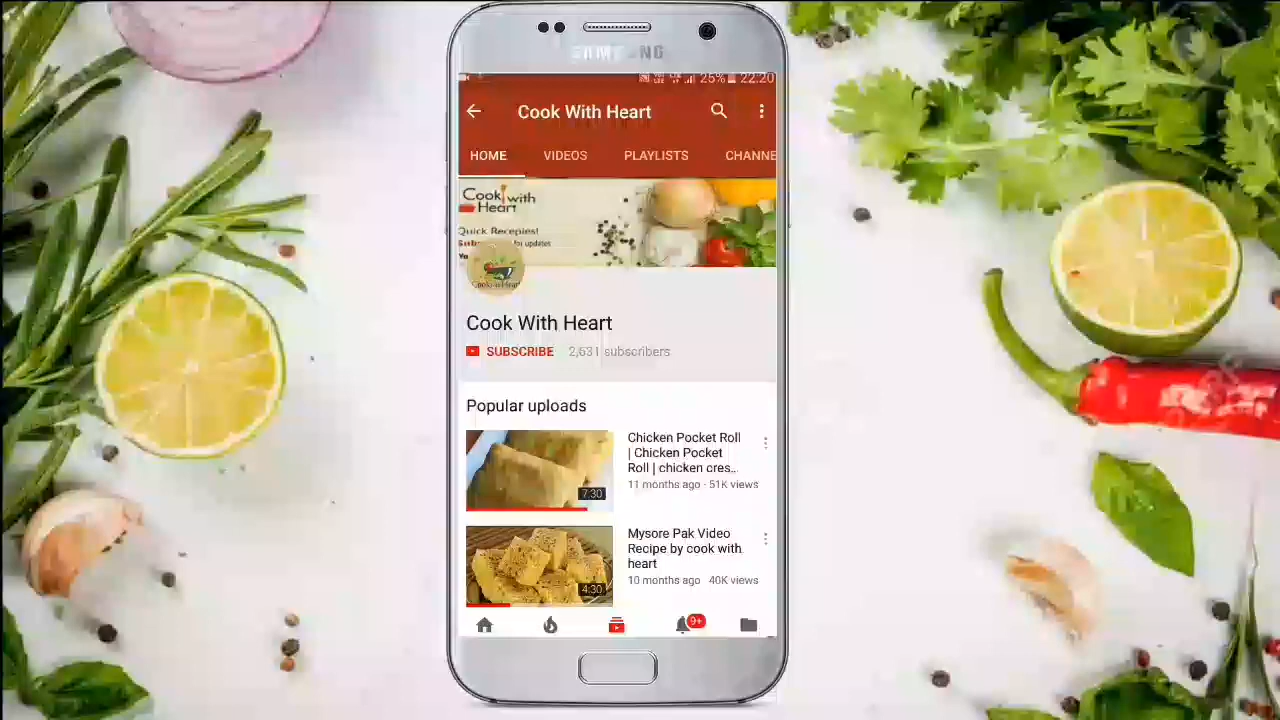 SAMSUNG
25% 22:20
Cook With Heart
HOME VIDEOS PLAYLISTS CHANNE
Cook with
Heart
Quick Recepies!
for updates
Cook With Heart
SUBSCRIBE 2,631 subscribers
Popular uploads
Chicken Pocket Roll
| Chicken Pocket
Roll | chicken cres...
11 months ago · 51K views
7:30
Mysore Pak Video
Recipe by cook with
heart
10 months ago · 40K views
4:30
9+